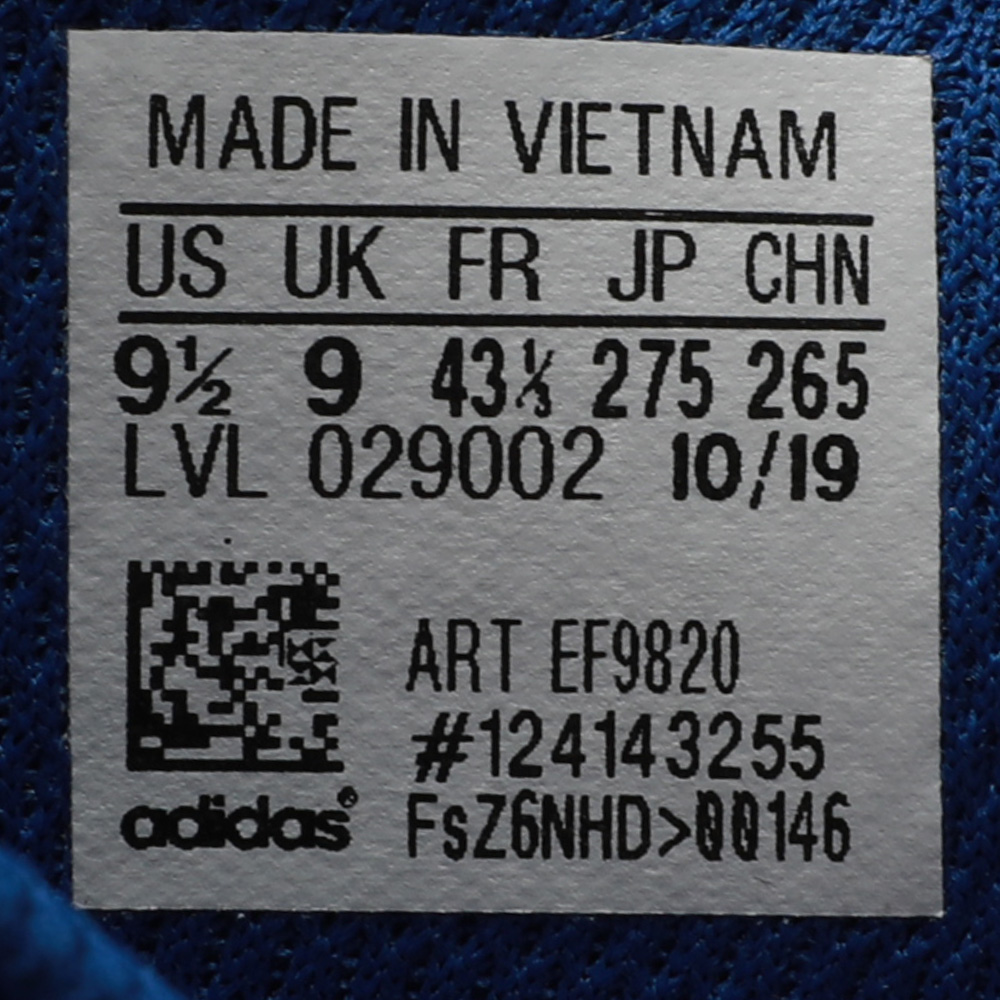 MADE IN VIETNAM
US UK FR JP CHN
9½ 9 43⅓ 275 265
LVL 029002 10/19
ART EF9820
#124143255
adidas®
FsZ6NHD>00146